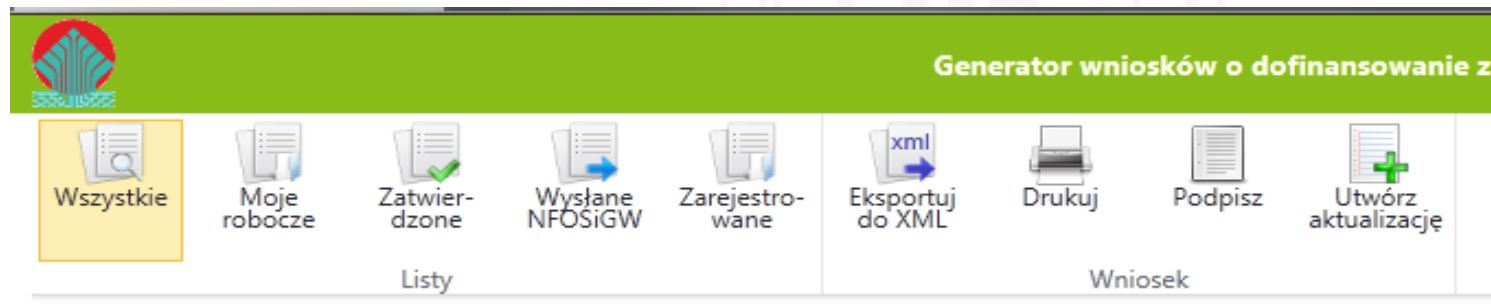 Generator wniosków o dofinansowanie z
Wszystkie
Moje
robocze
Zatwier-
dzone
Wysłane
NFOŚiGW
Zarejestro-
wane
Listy
xml
Eksportuj
do XML
Drukuj
Podpisz
Utwórz
aktualizację
Wniosek